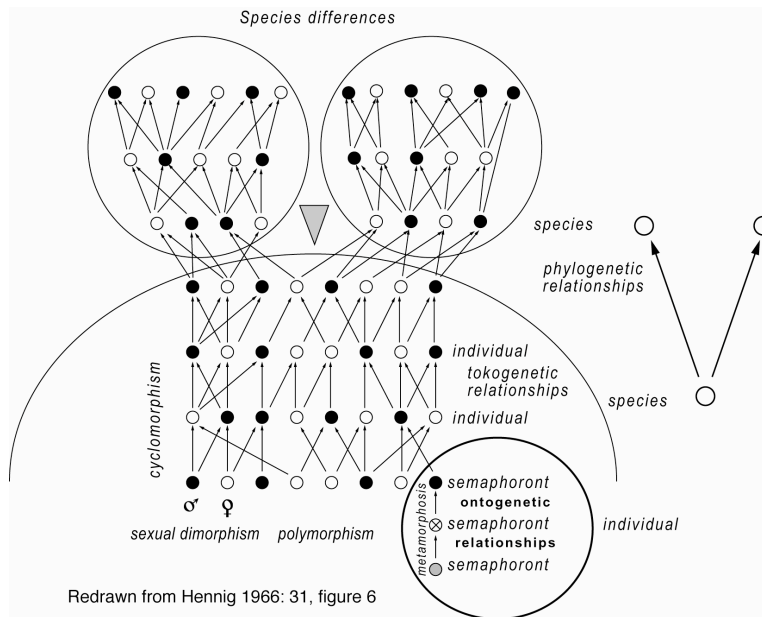 Species differences
species
phylogenetic
relationships
individual
tokogenetic
relationships
species
individual
cyclomorphism
♂ ♀
sexual dimorphism polymorphism
semaphoront
ontogenetic
semaphoront
relationships
semaphoront
metamorphosis
individual
Redrawn from Hennig 1966: 31, figure 6